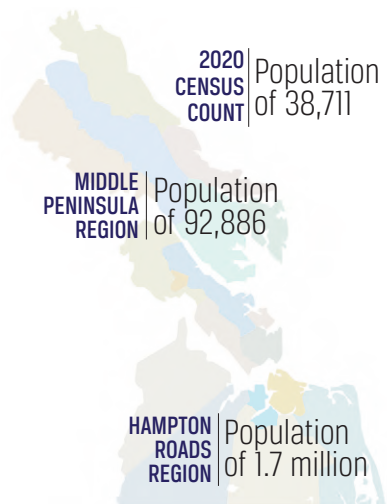 2020
CENSUS
COUNT
Population
of 38,711
MIDDLE
PENINSULA
REGION
Population
of 92,886
HAMPTON
ROADS
REGION
Population
of 1.7 million